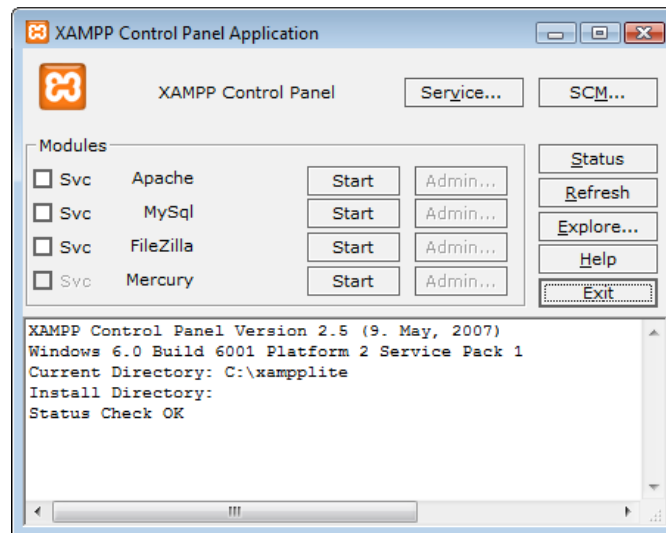 XAMPP Control Panel Application
XAMPP Control Panel Service... SCM...
Modules
Svc Apache Start Admin...
Svc MySql Start Admin...
Svc FileZilla Start Admin...
Svc Mercury Start Admin...
Status
Refresh
Explore...
Help
Exit
XAMPP Control Panel Version 2.5 (9. May, 2007)
Windows 6.0 Build 6001 Platform 2 Service Pack 1
Current Directory: C:\xampplite
Install Directory:
Status Check OK